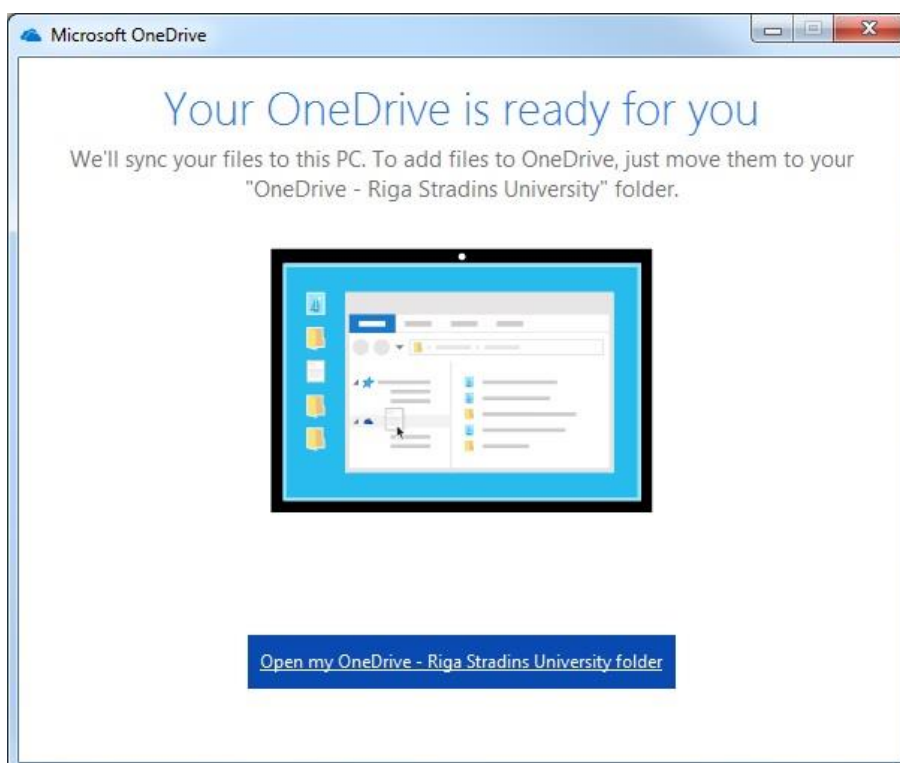 Microsoft OneDrive
Your OneDrive is ready for you
We'll sync your files to this PC. To add files to OneDrive, just move them to your
"OneDrive - Riga Stradins University" folder.
Open my OneDrive - Riga Stradins University folder